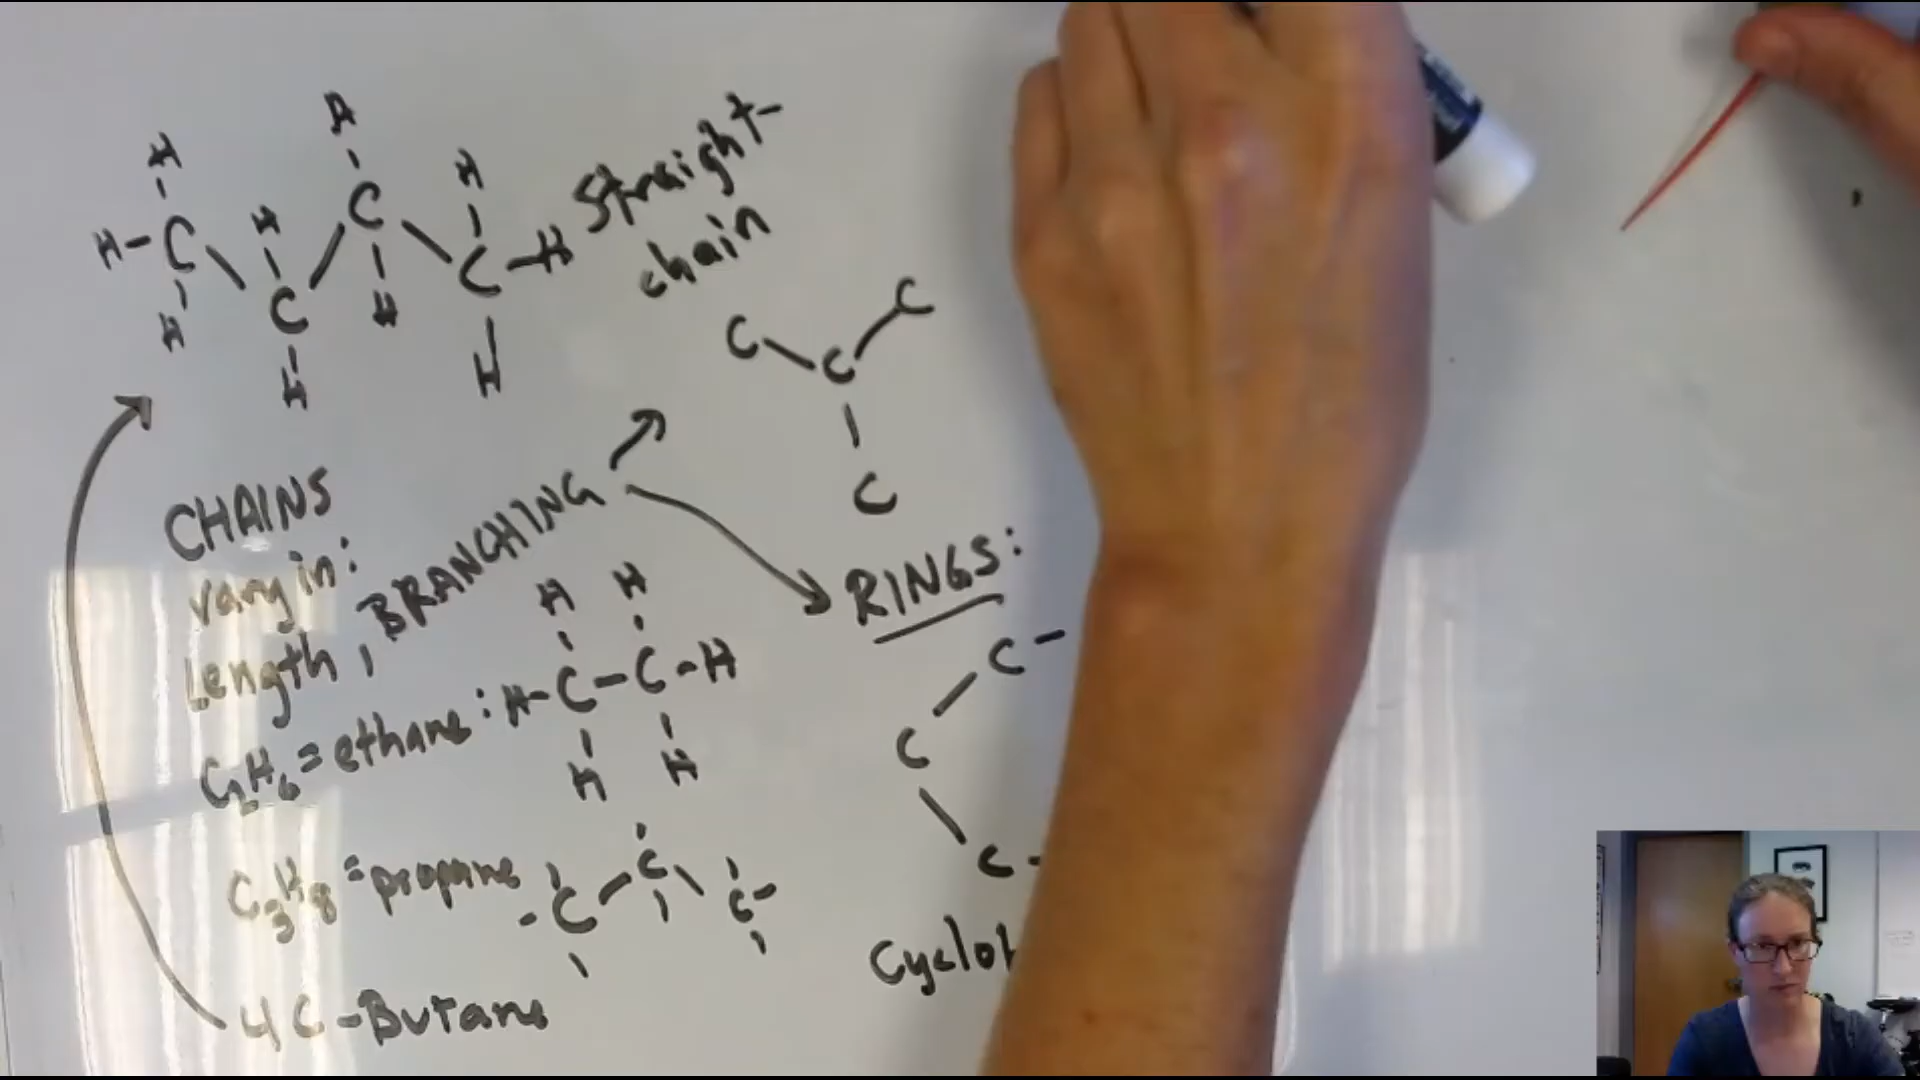 H H A H
H-C C C C-H
H H H H
Straight-
chain
C C C
C
CHAINS
vary in:
Length, BRANCHING
H H
C2H6 = ethane: H-C-C-H
H H
C3H8 = propane C C C
4C-Butane
RINGS:
C-
C
C-
Cyclo